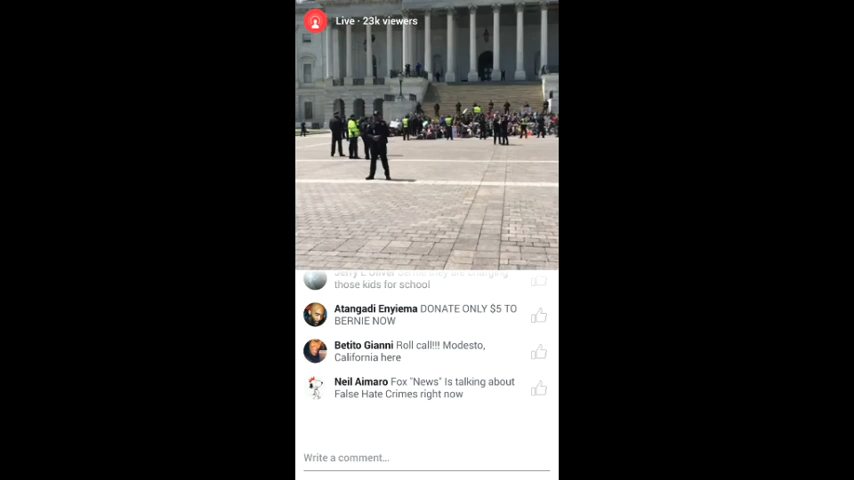 Live · 23k viewers
those kids for school
Atangadi Enyiema DONATE ONLY $5 TO
BERNIE NOW
Betito Gianni Roll call!!! Modesto,
California here
Neil Aimaro Fox "News" Is talking about
False Hate Crimes right now
Write a comment...